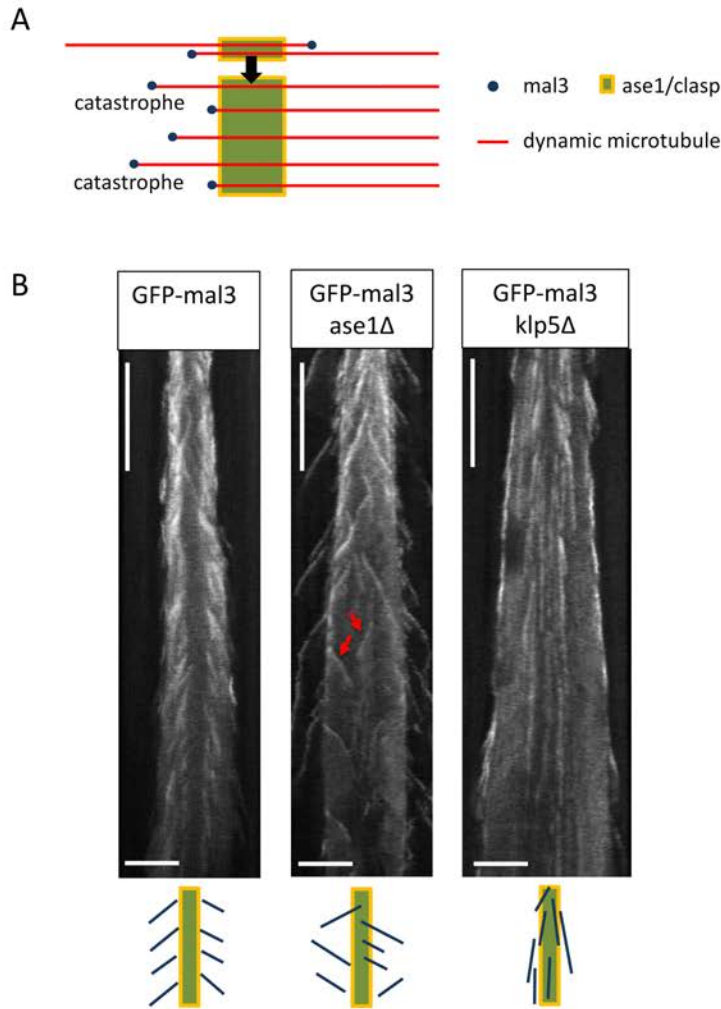 A
mal3
ase1/clasp
catastrophe
dynamic microtubule
catastrophe
B
GFP-mal3
GFP-mal3
ase1Δ
GFP-mal3
klp5Δ